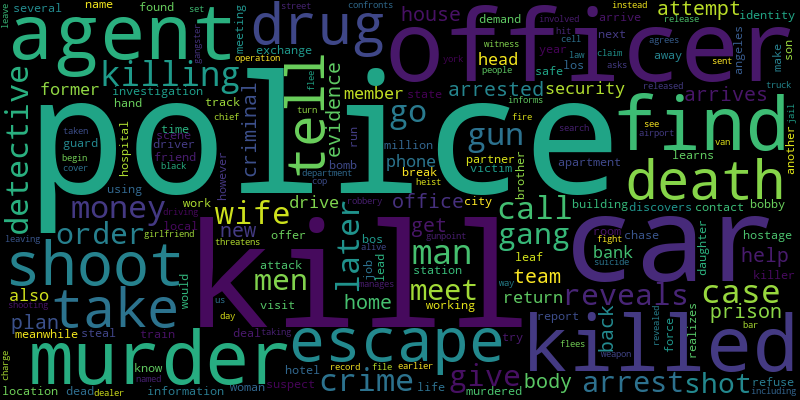 several
name
found
set
street
confronts
instead
attempt
leave
agent
drug
officer
house
involved
hit
cell
agrees
release
identity
meeting
demand
arrive
witness
law
asks
exchange
year
next
claim
sent
angeles
make
son
gangster
operation
people
york
los
away
refuse
killing
tell
evidence
head
safe
truck
former
investigation
member
arrested
security
released
detective
hand
track
criminal
state
arrives
find
police
go
flee
informs
fire
search
airport
hospital
time
turn
chief
million
gun
scene
run
phone
partner
apartment
see
van
another
jail
taken
guard
driver
bomb
break
victim
brother
learns
begin
friend
however
department
heist
death
cover
black
cop
using
drive
office
city
call
building
discovers
contact
bobby
money
work
wife
robbery
leaving
driving
local
later
get
gunpoint
gang
room
car
order
girlfriend
new
offer
bos
alive
man
fight
chase
daughter
hostage
threatens
station
leaf
bank
suicide
help
shoot
kill
attack
job
lead
men
meet
team
way
killer
also
take
would
us
visit
home
manages
working
return
reveals
case
plan
shooting
day
report
revealed
force
back
realizes
prison
meanwhile
steal
train
deal
taking
escape
try
flees
weapon
bar
murder
killed
charge
know
named
hotel
record
file
earlier
give
body
arrest
shot
refuse
location
dead
dealer
information
woman
suspect
crime
life
murdered
including